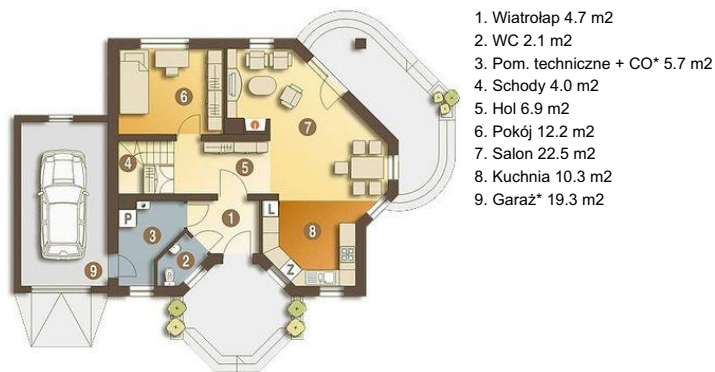 1. Wiatrołap 4.7 m2
2. WC 2.1 m2
3. Pom. techniczne + CO* 5.7 m2
4. Schody 4.0 m2
5. Hol 6.9 m2
6. Pokój 12.2 m2
7. Salon 22.5 m2
8. Kuchnia 10.3 m2
9. Garaż* 19.3 m2
6
7
4
5
L
P
1
3
8
2
Z
9